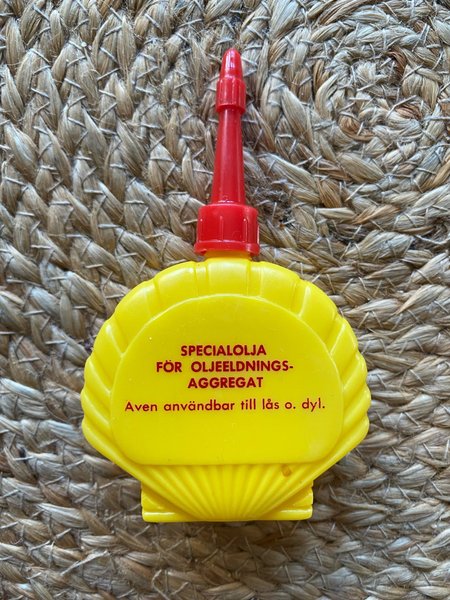 SPECIALOLJA
FÖR OLJEELDNINGS-
AGGREGAT
Aven användbar till lås o. dyl.